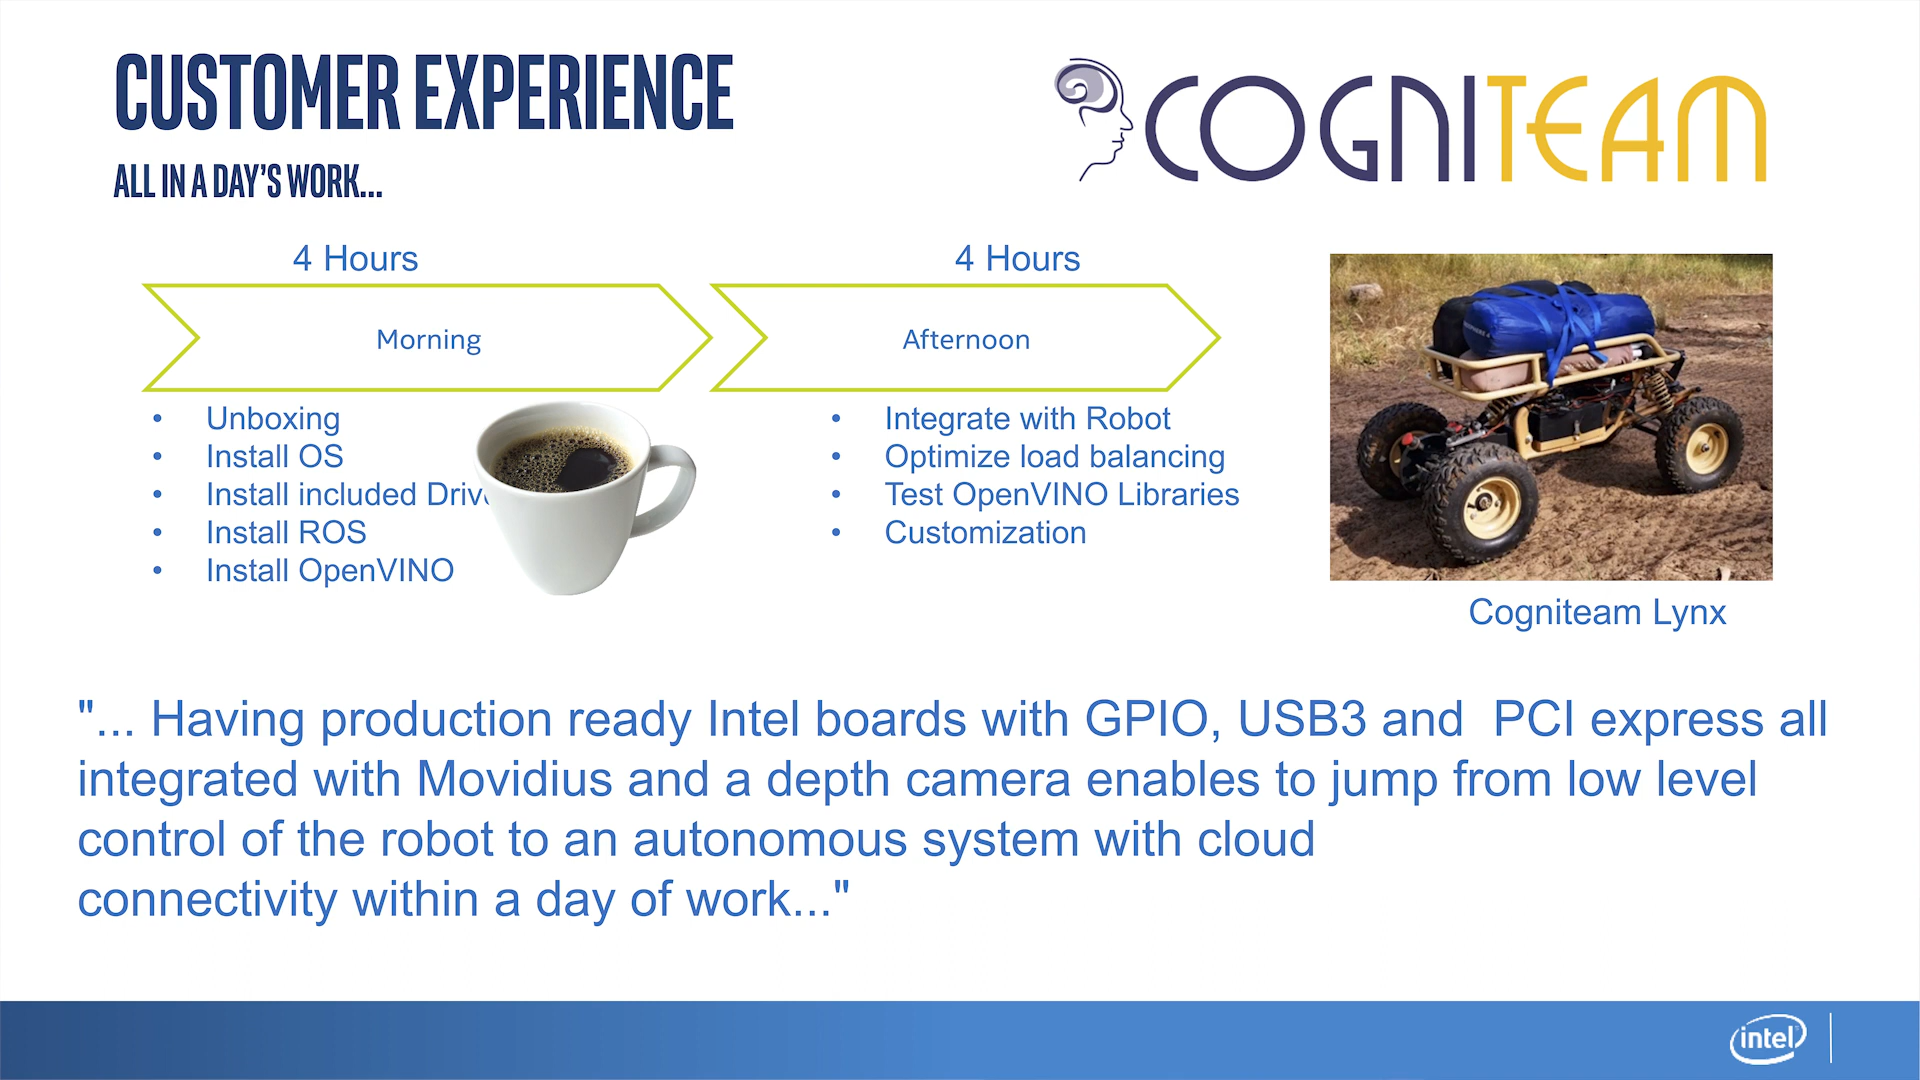 CUSTOMER EXPERIENCE
ALL IN A DAY'S WORK...
COGNITEAM
4 Hours
Morning
• Unboxing
• Install OS
• Install included
• Install ROS
• Install OpenVINO
4 Hours
Afternoon
• Integrate with Robot
• Optimize load balancing
• Test OpenVINO Libraries
• Customization
Cogniteam Lynx
"... Having production ready Intel boards with GPIO, USB3 and  PCI express all
integrated with Movidius and a depth camera enables to jump from low level
control of the robot to an autonomous system with cloud
connectivity within a day of work..."
intel